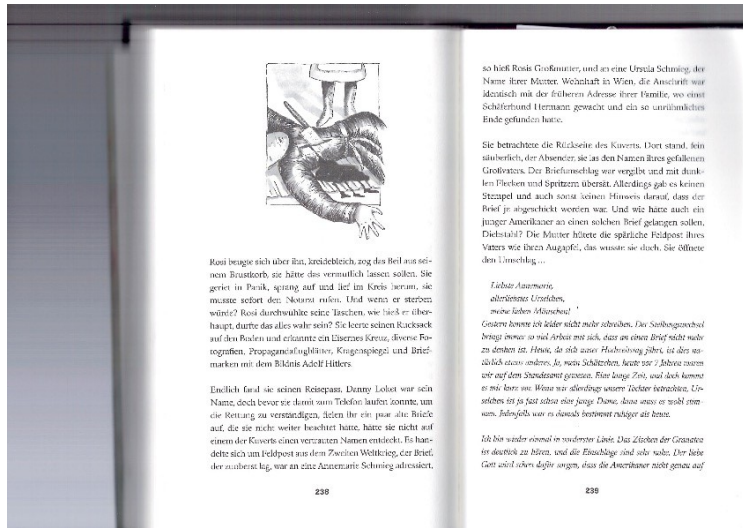 Rosi beugte sich über ihn, kreidebleich, zog das Beil aus sei-
nem Brustkorb, sie hätte das vermutlich lassen sollen. Sie
geriet in Panik, sprang auf und lief im Kreis herum, sie
musste sofort den Notarzt rufen. Und wenn er sterben
würde? Rosi durchwühlte seine Taschen, wie hieß er über-
haupt, durfte das alles wahr sein? Sie leerte seinen Rucksack
auf den Boden und erkannte ein Eisernes Kreuz, diverse Fo-
tografien, Propagandaflugblätter, Kragenspiegel und Brief-
marken mit dem Bildnis Adolf Hitlers.
Endlich fand sie seinen Reisepass, Danny Lokot war sein
Name, doch bevor sie damit zum Telefon laufen konnte, um
die Rettung zu verständigen, fielen ihr ein paar alte Briefe
auf, die sie nicht weiter beachtet hätte, hätte sie nicht auf
einem der Kuverts einen vertrauten Namen entdeckt. Es han-
delte sich um Feldpost aus dem Zweiten Weltkrieg, der Brief,
der zuoberst lag, war an eine Annemarie Schmieg adressiert,
238
so hieß Rosis Großmutter, und an eine Ursula Schmieg, der
Name ihrer Mutter. Wohnhaft in Wien, die Anschrift war
identisch mit der früheren Adresse ihrer Familie, wo einst
Schäferhund Hermann gewacht und ein so unrühmliches
Ende gefunden hatte.
Sie betrachtete die Rückseite des Kuverts. Dort stand, fein
säuberlich, der Absender, sie las den Namen ihres gefallenen
Großvaters. Der Briefumschlag war vergilbt und mit dunk-
len Flecken und Spritzern übersät. Allerdings gab es keinen
Stempel und auch sonst keinen Hinweis darauf, dass der
Brief je abgeschickt worden war. Und wie hätte auch ein
junger Amerikaner an einen solchen Brief gelangen sollen,
Diebstahl? Die Mutter hütete die spärliche Feldpost ihres
Vaters wie ihren Augapfel, das wusste sie doch. Sie öffnete
den Umschlag ...
Liebste Annemarie,
allerliebstes Urselchen,
meine lieben Mänschen!
Gestern konnte ich leider nicht mehr schreiben. Der Stellungswechsel
bringt immer so viel Arbeit mit sich, dass an einen Brief nicht mehr
zu denken ist. Heute, da sich unser Hochzeitstag jährt, ist dies na-
türlich etwas anderes. Ja, mein Schätzchen, heute vor 7 Jahren waren
wir auf dem Standesamt gewesen. Eine lange Zeit, und doch kommt
es mir kurz vor. Wenn wir allerdings unsere Tochter betrachten, Ur-
selchen ist ja fast schon eine junge Dame, dann muss es wohl stim-
men. Jedenfalls war es damals bestimmt ruhiger als heute.
Ich bin wieder einmal in vorderster Linie. Das Zischen der Granaten
ist deutlich zu hören, und die Einschläge sind sehr nahe. Der liebe
Gott wird schon dafür sorgen, dass die Amerikaner nicht genau auf
239